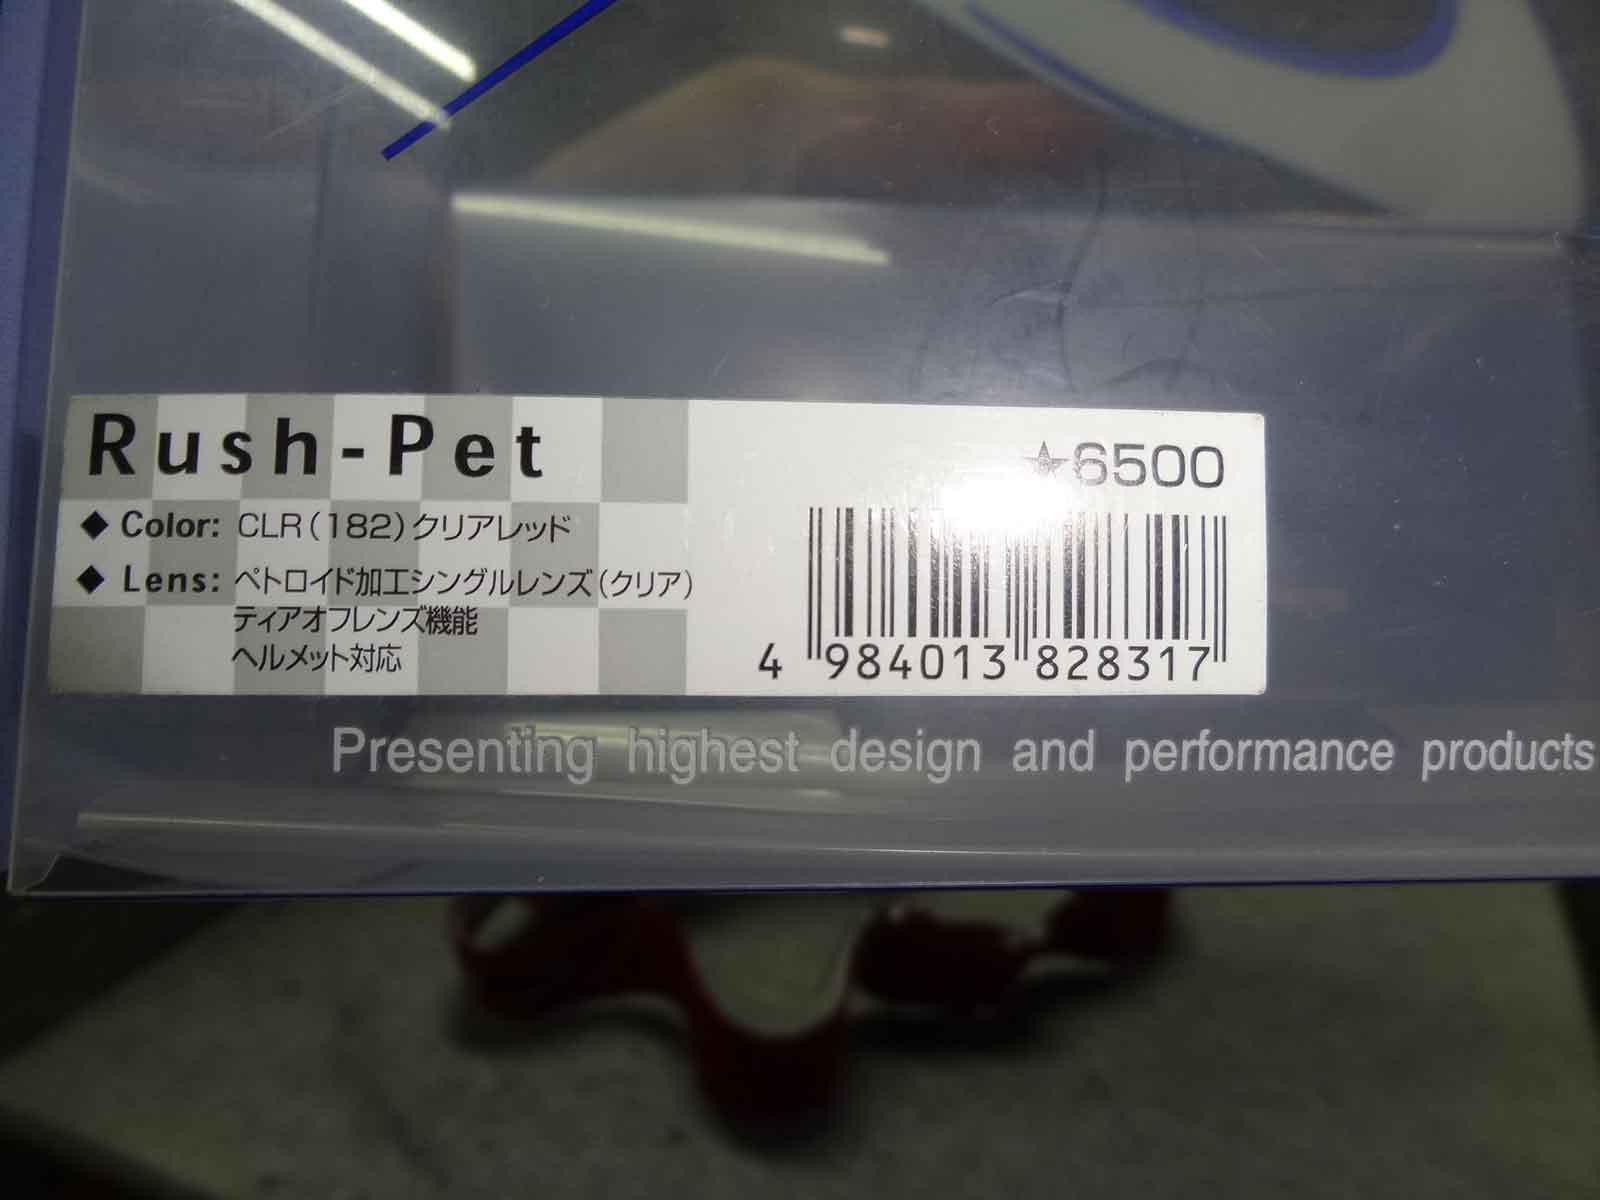 Rush-Pet
★6500
◆ Color: CLR(182)クリアレッド
◆ Lens: ペトロイド加工シングルレンズ(クリア)
ティアオフレンズ機能
ヘルメット対応
4 984013 828317
Presenting highest design and performance products